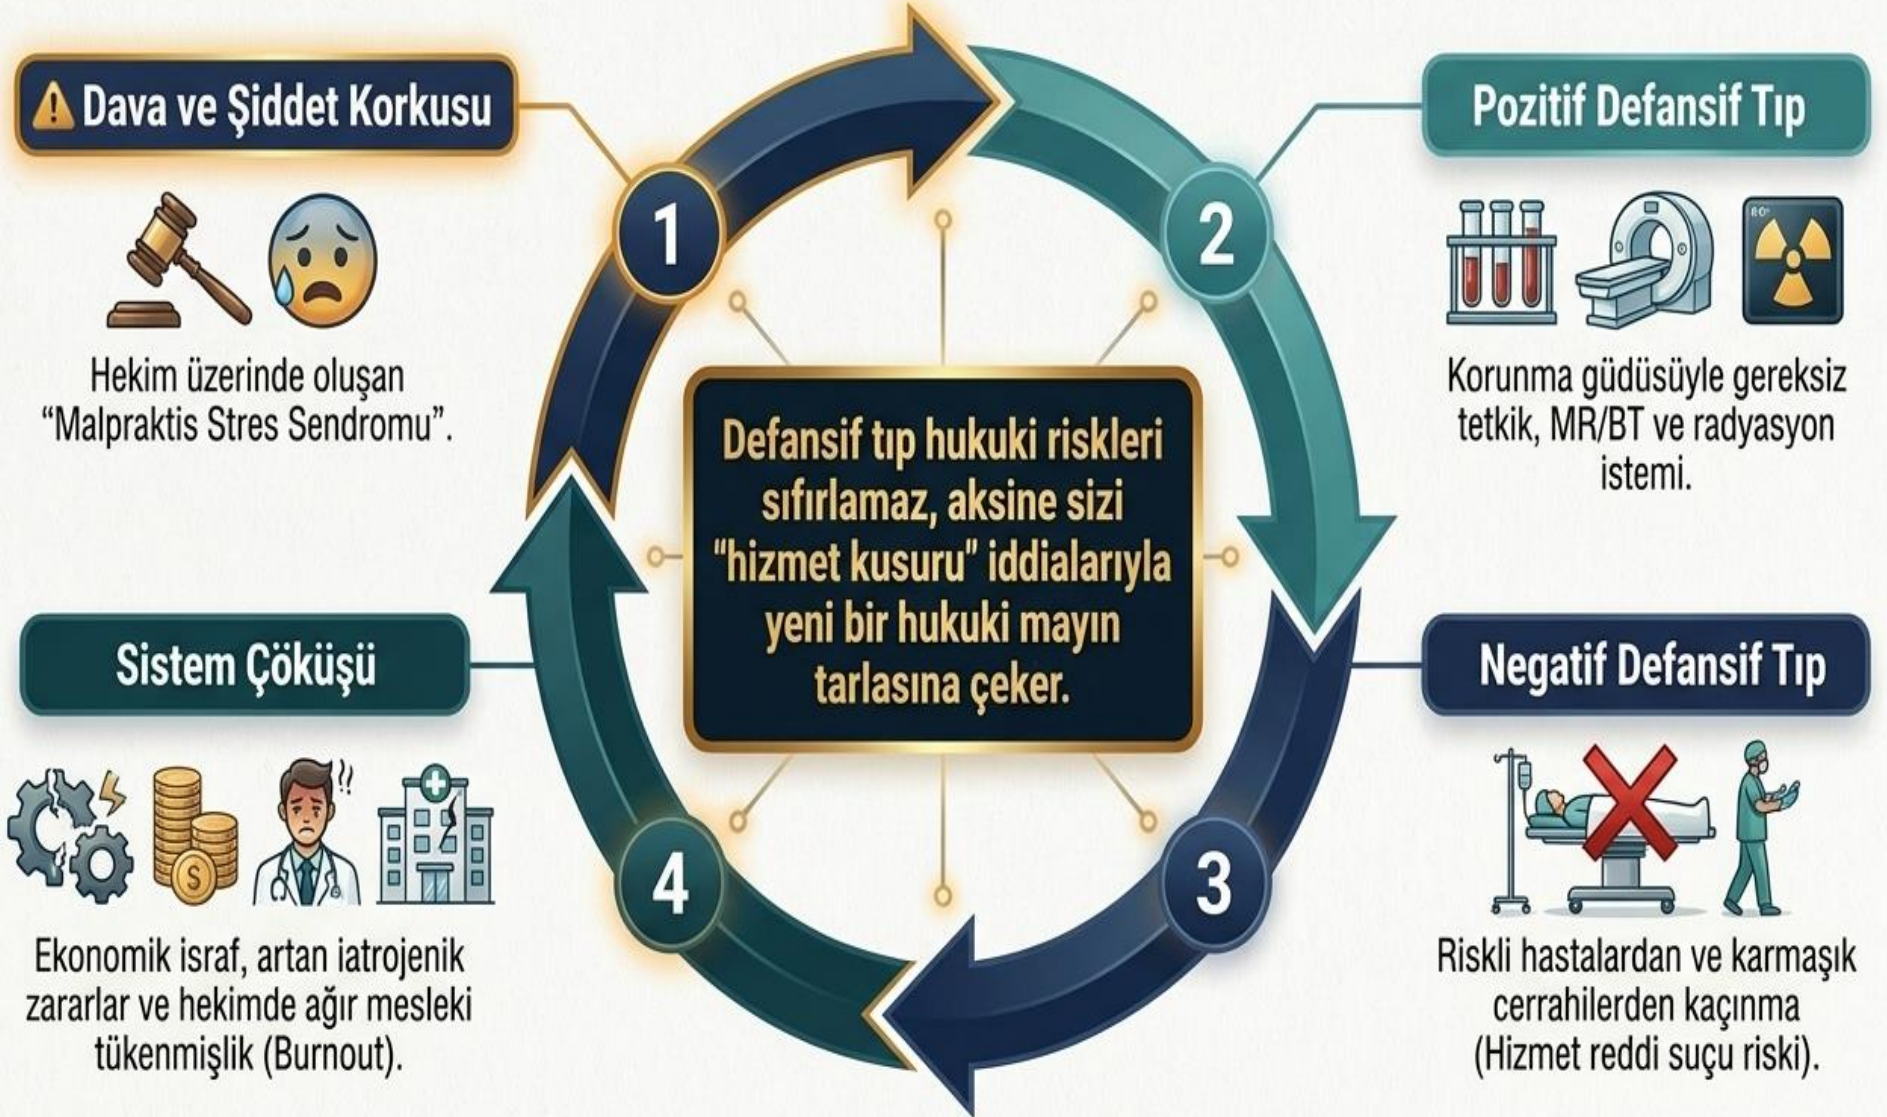 Dava ve Şiddet Korkusu
Hekim üzerinde oluşan
“Malpraktis Stres Sendromu”.
1
2
Pozitif Defansif Tıp
Korunma güdüsüyle gereksiz
tetkik, MR/BT ve radyasyon
istemi.
Defansif tıp hukuki riskleri
sıfırlamaz, aksine sizi
“hizmet kusuru” iddialarıyla
yeni bir hukuki mayın
tarlasına çeker.
3
Negatif Defansif Tıp
Riskli hastalardan ve karmaşık
cerrahilerden kaçınma
(Hizmet reddi suçu riski).
4
Sistem Çöküşü
Ekonomik israf, artan iatrojenik
zararlar ve hekimde ağır mesleki
tükenmişlik (Burnout).